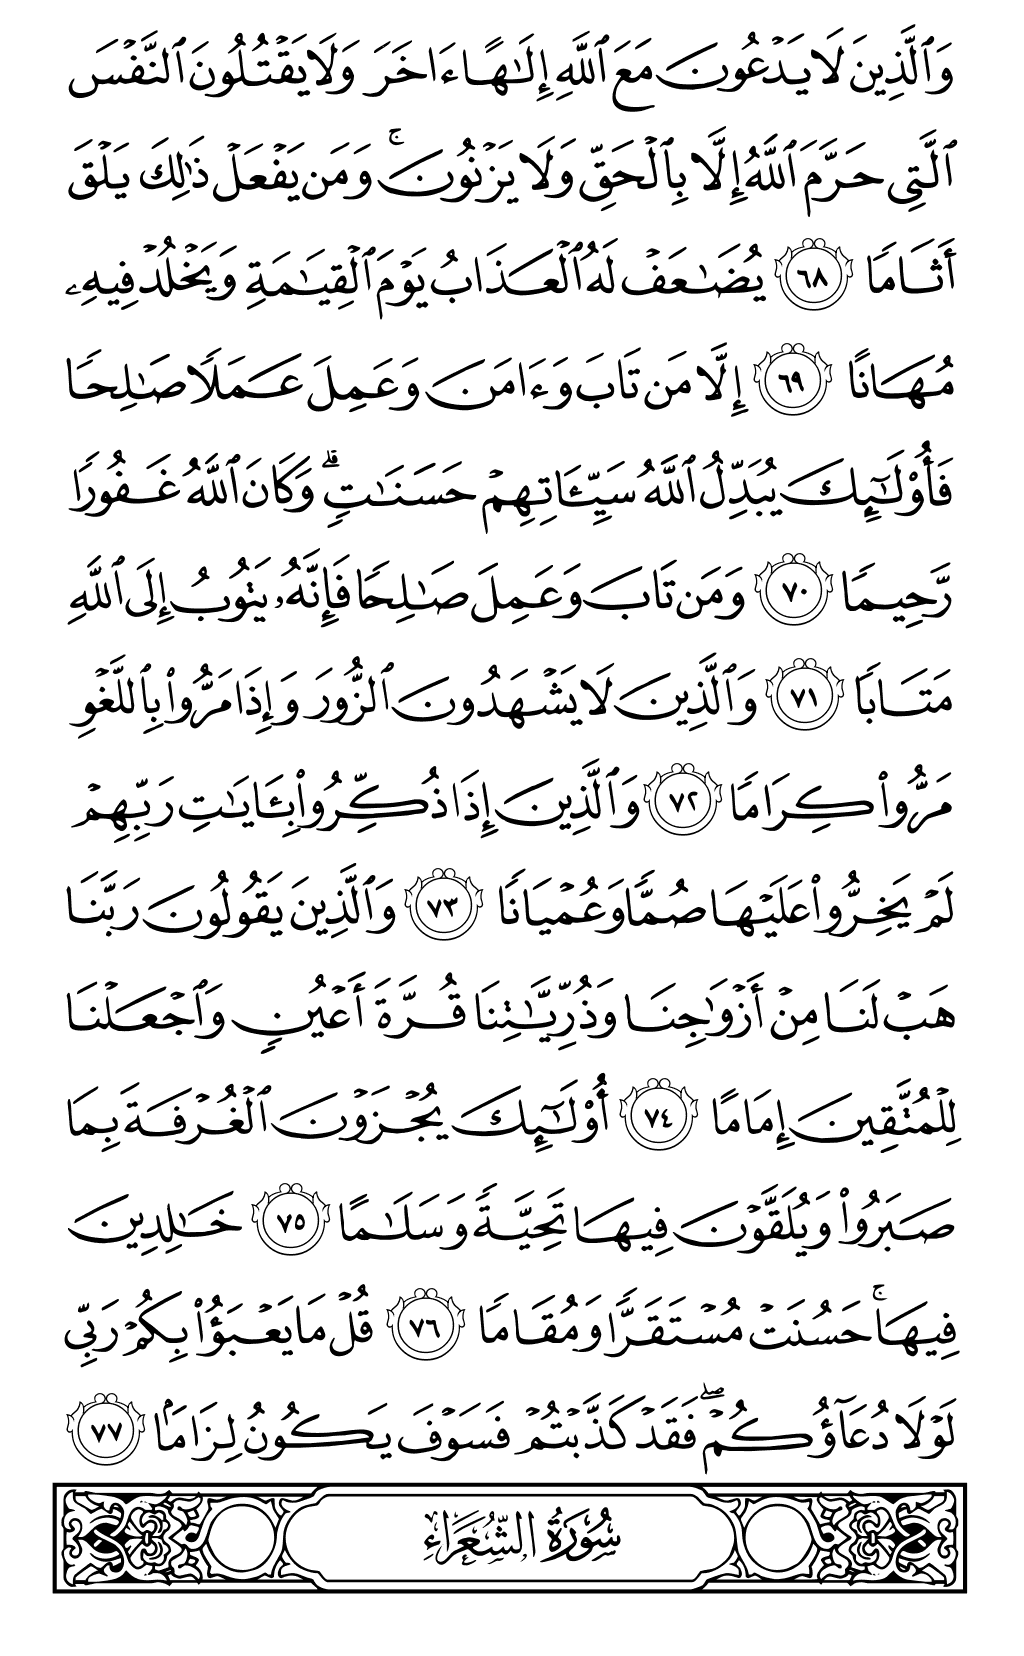 وَٱلَّذِينَ لَا يَدْعُونَ مَعَ ٱللَّهِ إِلَـٰهًا ءَاخَرَ وَلَا يَقْتُلُونَ ٱلنَّفْسَ
ٱلَّتِى حَرَّمَ ٱللَّهُ إِلَّا بِٱلْحَقِّ وَلَا يَزْنُونَ ۚ وَمَن يَفْعَلْ ذَٰلِكَ يَلْقَ
أَثَامًا ٦٨ يُضَـٰعَفْ لَهُ ٱلْعَذَابُ يَوْمَ ٱلْقِيَـٰمَةِ وَيَخْلُدْ فِيهِۦ
مُهَانًا ٦٩ إِلَّا مَن تَابَ وَءَامَنَ وَعَمِلَ عَمَلًا صَـٰلِحًا
فَأُو۟لَـٰٓئِكَ يُبَدِّلُ ٱللَّهُ سَيِّـَٔاتِهِمْ حَسَنَـٰتٍ ۗ وَكَانَ ٱللَّهُ غَفُورًا
رَّحِيمًا ٧٠ وَمَن تَابَ وَعَمِلَ صَـٰلِحًا فَإِنَّهُۥ يَتُوبُ إِلَى ٱللَّهِ
مَتَابًا ٧١ وَٱلَّذِينَ لَا يَشْهَدُونَ ٱلزُّورَ وَإِذَا مَرُّوا۟ بِٱللَّغْوِ
مَرُّوا۟ كِرَامًا ٧٢ وَٱلَّذِينَ إِذَا ذُكِّرُوا۟ بِـَٔايَـٰتِ رَبِّهِمْ
لَمْ يَخِرُّوا۟ عَلَيْهَا صُمًّا وَعُمْيَانًا ٧٣ وَٱلَّذِينَ يَقُولُونَ رَبَّنَا
هَبْ لَنَا مِنْ أَزْوَٰجِنَا وَذُرِّيَّـٰتِنَا قُرَّةَ أَعْيُنٍ وَٱجْعَلْنَا
لِلْمُتَّقِينَ إِمَامًا ٧٤ أُو۟لَـٰٓئِكَ يُجْزَوْنَ ٱلْغُرْفَةَ بِمَا
صَبَرُوا۟ وَيُلَقَّوْنَ فِيهَا تَحِيَّةً وَسَلَـٰمًا ٧٥ خَـٰلِدِينَ
فِيهَا ۚ حَسُنَتْ مُسْتَقَرًّا وَمُقَامًا ٧٦ قُلْ مَا يَعْبَؤُا۟ بِكُمْ رَبِّى
لَوْلَا دُعَآؤُكُمْ ۖ فَقَدْ كَذَّبْتُمْ فَسَوْفَ يَكُونُ لِزَامًۢا ٧٧
سُورَةُ الشُّعَرَاءِ